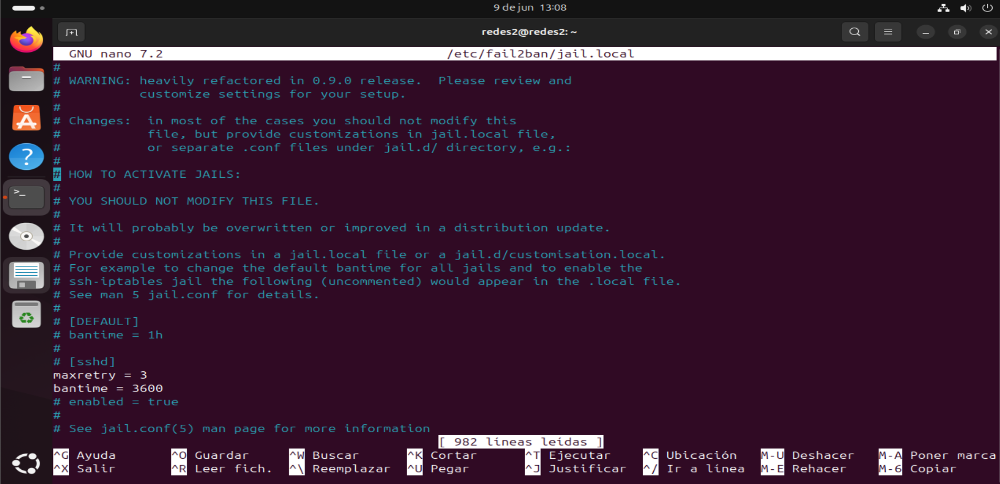 9 de jun 13:08
redes2@redes2: ~
GNU nano 7.2 /etc/fail2ban/jail.local
#
# WARNING: heavily refactored in 0.9.0 release.  Please review and
#          customize settings for your setup.
#
# Changes:  in most of the cases you should not modify this
#           file, but provide customizations in jail.local file,
#           or separate .conf files under jail.d/ directory, e.g.:
#
# HOW TO ACTIVATE JAILS:
#
# YOU SHOULD NOT MODIFY THIS FILE.
#
# It will probably be overwritten or improved in a distribution update.
#
# Provide customizations in a jail.local file or a jail.d/customisation.local.
# For example to change the default bantime for all jails and to enable the
# ssh-iptables jail the following (uncommented) would appear in the .local file.
# See man 5 jail.conf for details.
#
# [DEFAULT]
# bantime = 1h
#
# [sshd]
maxretry = 3
bantime = 3600
# enabled = true
#
# See jail.conf(5) man page for more information
[ 982 líneas leídas ]
^G Ayuda ^O Guardar ^W Buscar ^K Cortar ^T Ejecutar ^C Ubicación M-U Deshacer M-A Poner marca
^X Salir ^R Leer fich. ^\ Reemplazar ^U Pegar ^J Justificar ^/ Ir a línea M-E Rehacer M-6 Copiar